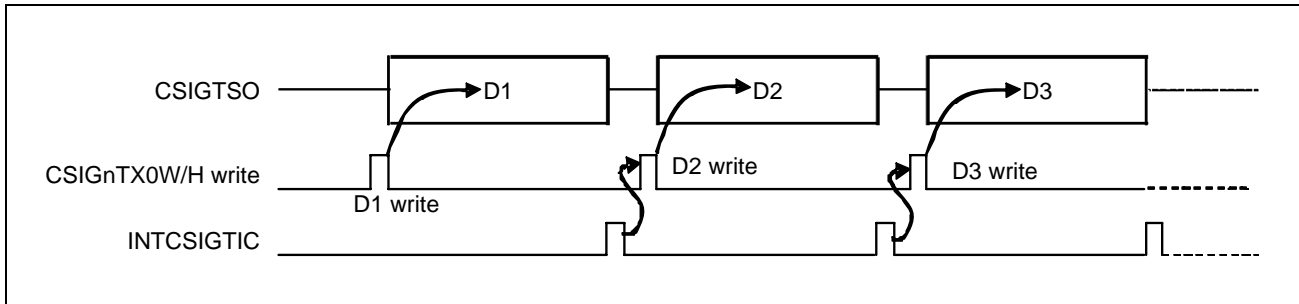 CSIGTSO
D1
D2
D3
CSIGnTX0W/H write
D1 write
D2 write
D3 write
INTCSIGTIC